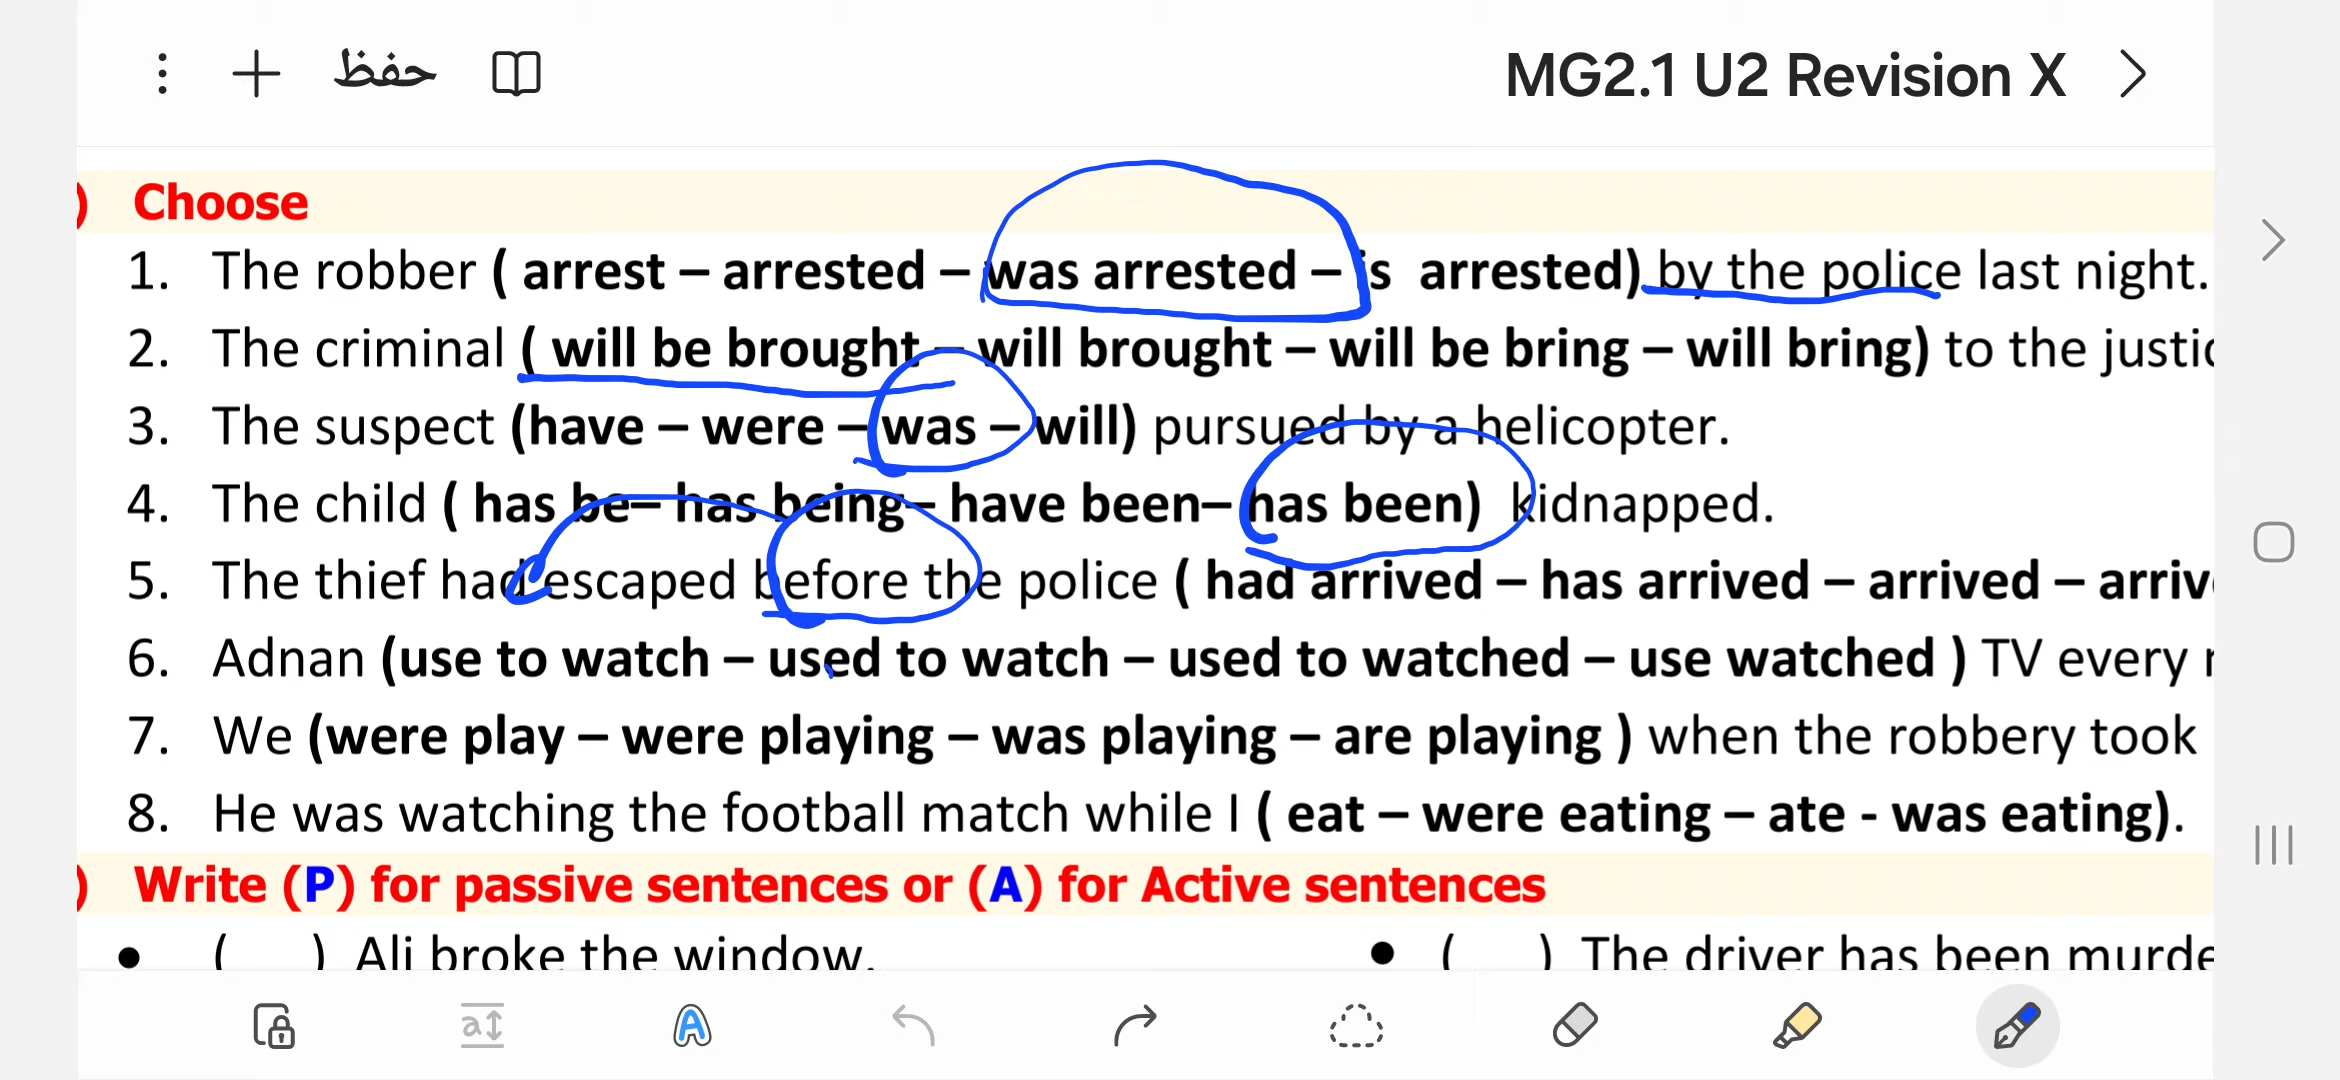 حفظ MG2.1 U2 Revision X
) Choose
1. The robber ( arrest – arrested – was arrested – is arrested) by the police last night.
2. The criminal ( will be brought – will brought – will be bring – will bring) to the justic
3. The suspect (have – were – was – will) pursued by a helicopter.
4. The child ( has be– has being– have been– has been) kidnapped.
5. The thief had escaped before the police ( had arrived – has arrived – arrived – arriv
6. Adnan (use to watch – used to watch – used to watched – use watched ) TV every
7. We (were play – were playing – was playing – are playing ) when the robbery took
8. He was watching the football match while I ( eat – were eating – ate - was eating).
) Write (P) for passive sentences or (A) for Active sentences
• ( ) Ali broke the window. • ( ) The driver has been murde